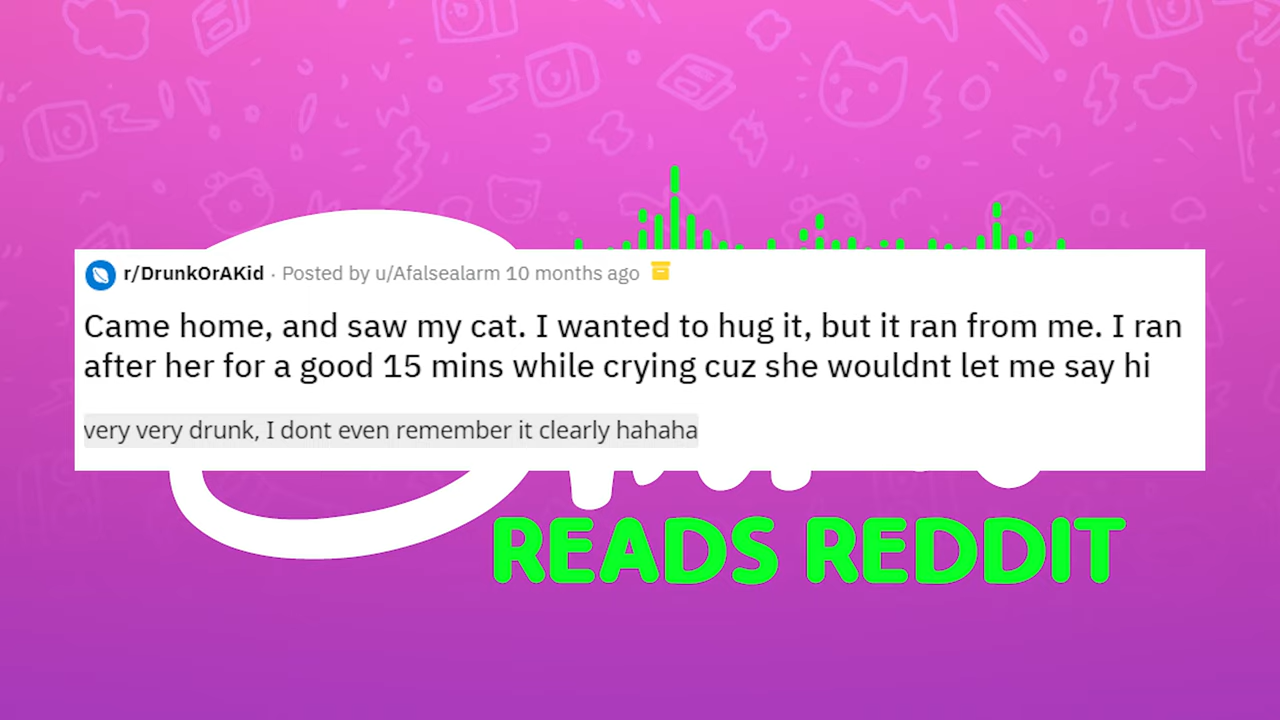 r/DrunkOrAKid · Posted by u/Afalsealarm 10 months ago
Came home, and saw my cat. I wanted to hug it, but it ran from me. I ran
after her for a good 15 mins while crying cuz she wouldnt let me say hi
very very drunk, I dont even remember it clearly hahaha
READS REDDIT